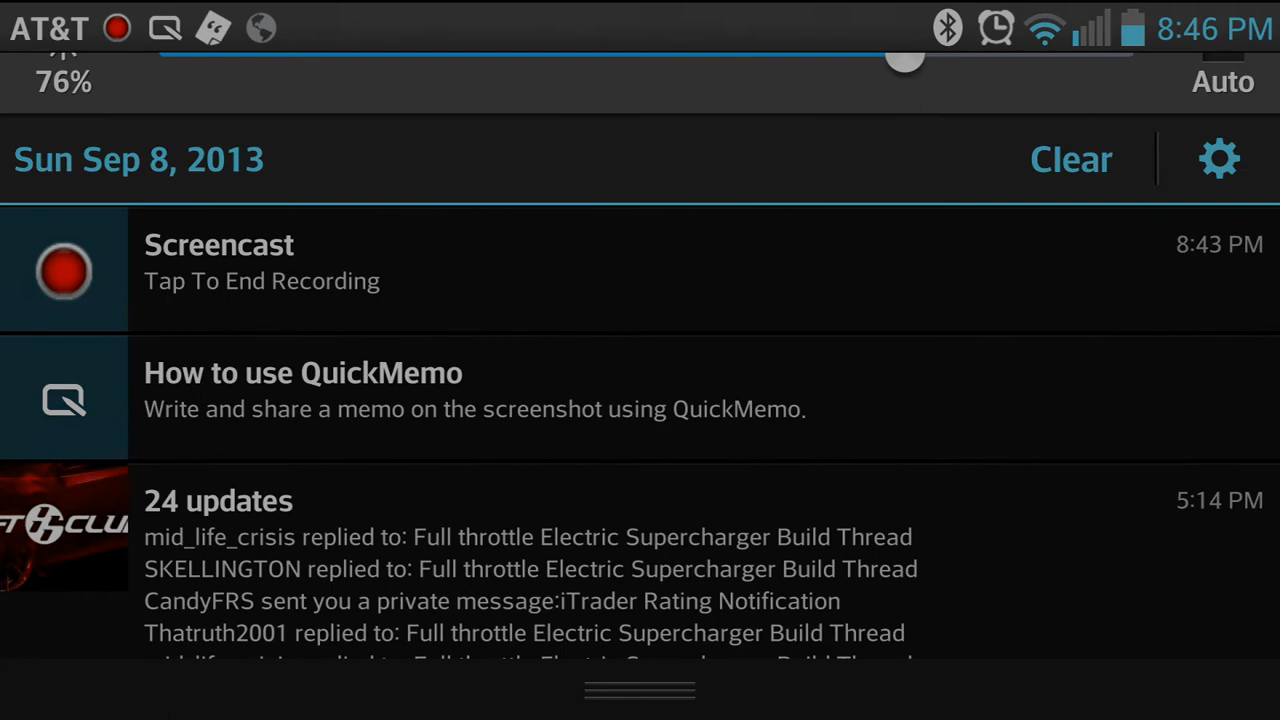 AT&T 8:46 PM
76% Auto
Sun Sep 8, 2013 Clear
Screencast 8:43 PM
Tap To End Recording
How to use QuickMemo
Write and share a memo on the screenshot using QuickMemo.
24 updates 5:14 PM
FT CLUB
mid_life_crisis replied to: Full throttle Electric Supercharger Build Thread
SKELLINGTON replied to: Full throttle Electric Supercharger Build Thread
CandyFRS sent you a private message:iTrader Rating Notification
Thatruth2001 replied to: Full throttle Electric Supercharger Build Thread